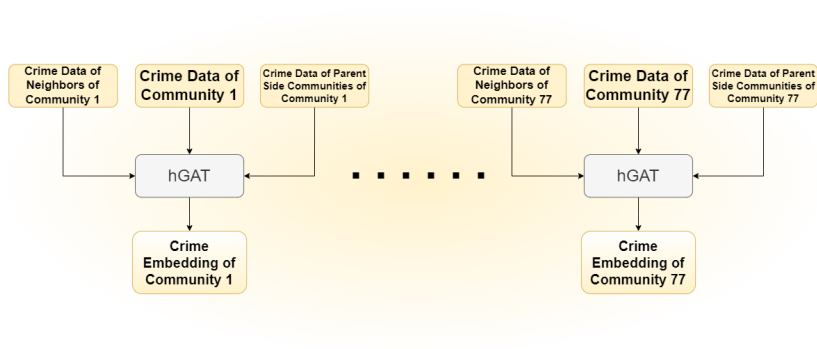 Crime Data of
Neighbors of
Community 1
Crime Data of
Community 1
Crime Data of Parent
Side Communities of
Community 1
Crime Data of
Neighbors of
Community 77
Crime Data of
Community 77
Crime Data of Parent
Side Communities of
Community 77
hGAT
hGAT
Crime
Embedding of
Community 1
Crime
Embedding of
Community 77